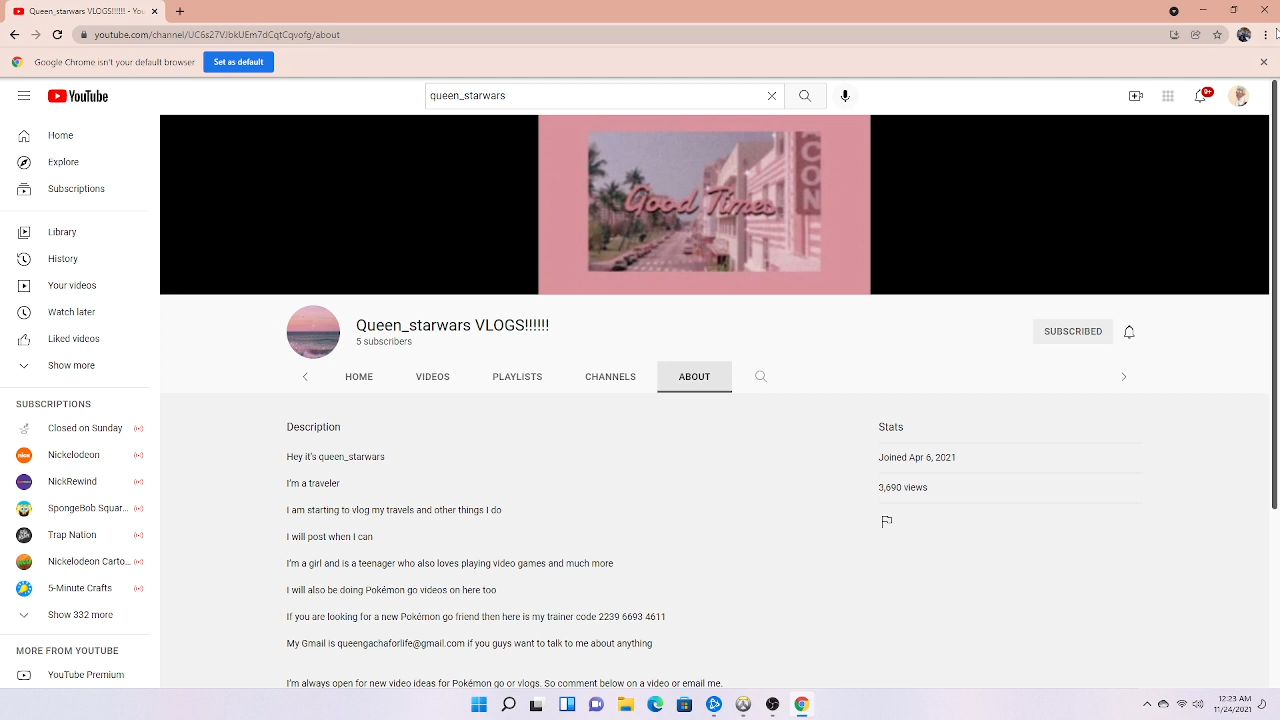 Queen_starwars VLOGS!!!!! - You
youtube.com/channel/UC6s27VJbkUEm7dCqtCqvofg/about
Google Chrome isn't your default browser
Set as default
YouTube
queen_starwars
9+
Home
Explore
Subscriptions
Library
History
Your videos
Watch later
Liked videos
Show more
SUBSCRIPTIONS
Closed on Sunday
Nickelodeon
NickRewind
SpongeBob Squar...
Trap Nation
Nickelodeon Carto...
5-Minute Crafts
Show 332 more
MORE FROM YOUTUBE
YouTube Premium
Good Times
CON
Queen_starwars VLOGS!!!!!!
5 subscribers
SUBSCRIBED
HOME
VIDEOS
PLAYLISTS
CHANNELS
ABOUT
Description
Hey it's queen_starwars
I'm a traveler
I am starting to vlog my travels and other things I do
I will post when I can
I'm a girl and is a teenager who also loves playing video games and much more
I will also be doing Pokémon go videos on here too
If you are looking for a new Pokémon go friend then here is my trainer code 2239 6693 4611
My Gmail is queengachaforlife@gmail.com if you guys want to talk to me about anything
I'm always open for new video ideas for Pokémon go or vlogs. So comment below on a video or email me.
Stats
Joined Apr 6, 2021
3,690 views
12:23 AM
11/24/2021